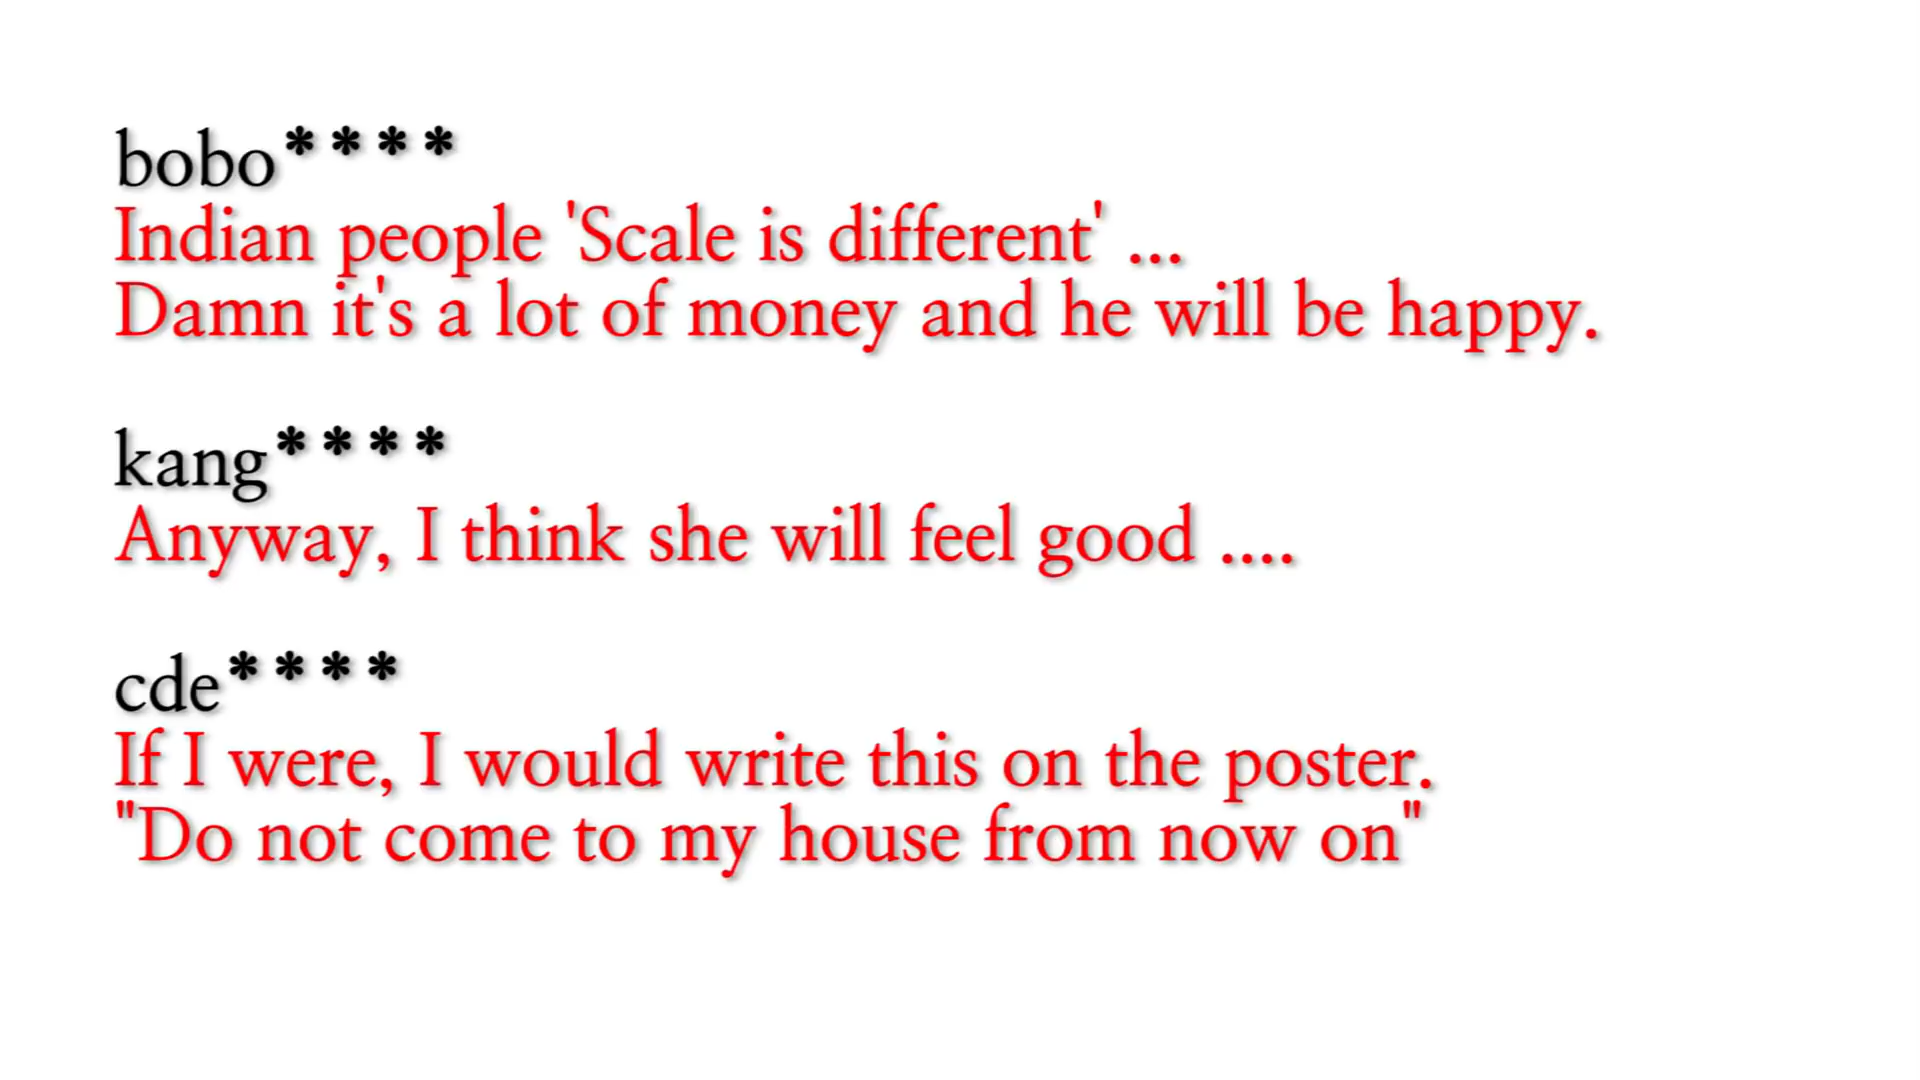 bobo****
Indian people 'Scale is different' ...
Damn it's a lot of money and he will be happy.
kang****
Anyway, I think she will feel good ....
cde****
If I were, I would write this on the poster.
"Do not come to my house from now on"